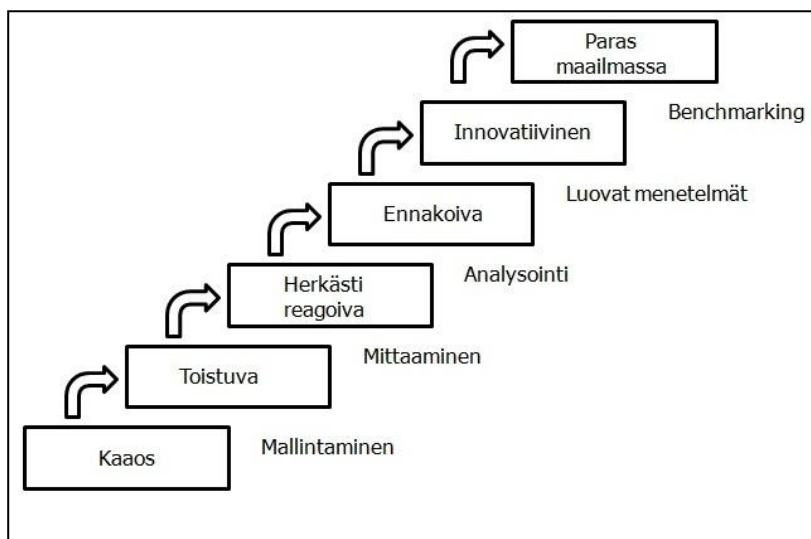 Paras
maailmassa
Benchmarking
Innovatiivinen
Luovat menetelmät
Ennakoiva
Analysointi
Herkästi
reagoiva
Mittaaminen
Toistuva
Mallintaminen
Kaaos